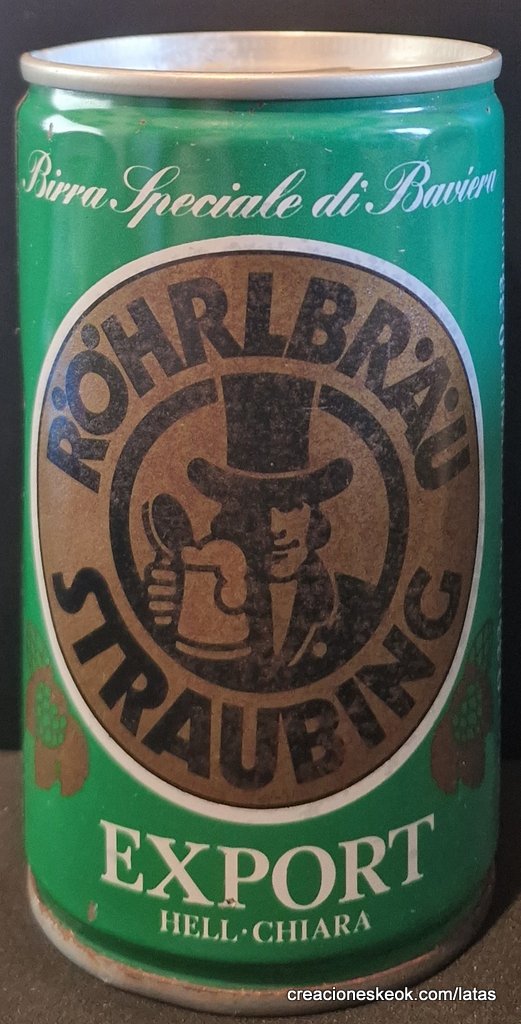 Birra Speciale di Baviera
RÖHRLBRÄU
STRAUBING
EXPORT
HELL·CHIARA
creacioneskeok.com/latas